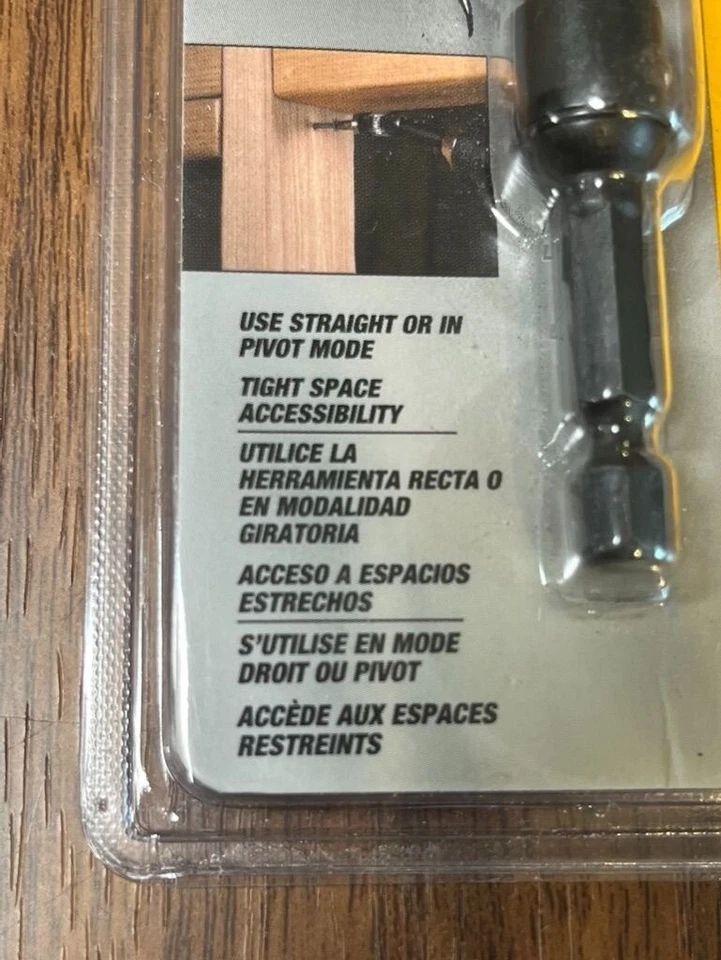 USE STRAIGHT OR IN
PIVOT MODE
TIGHT SPACE
ACCESSIBILITY
UTILICE LA
HERRAMIENTA RECTA O
EN MODALIDAD
GIRATORIA
ACCESO A ESPACIOS
ESTRECHOS
S'UTILISE EN MODE
DROIT OU PIVOT
ACCÈDE AUX ESPACES
RESTREINTS